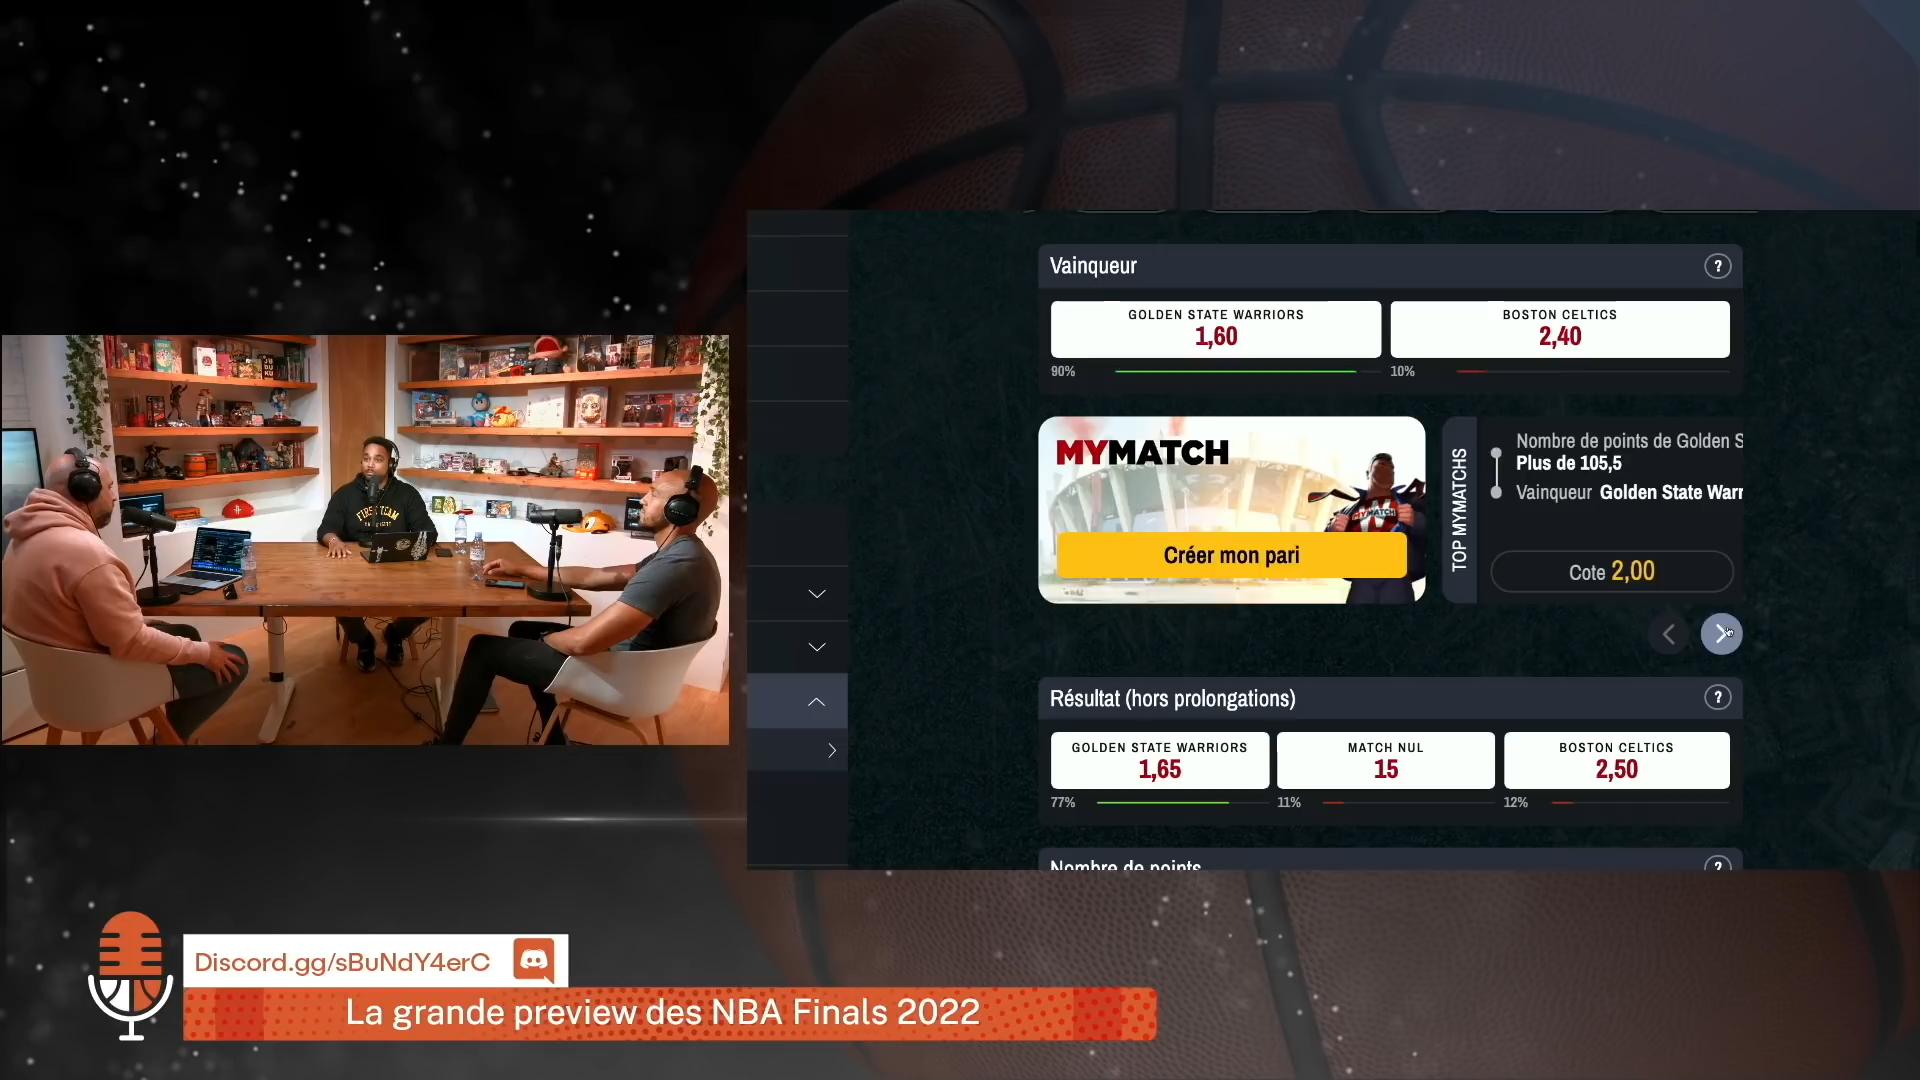 Vainqueur
?
GOLDEN STATE WARRIORS
1,60
BOSTON CELTICS
2,40
90%
10%
MYMATCH
MYMATCH
Créer mon pari
TOP MYMATCHS
Nombre de points de Golden S
Plus de 105,5
Vainqueur Golden State Warr
Cote 2,00
Résultat (hors prolongations)
?
GOLDEN STATE WARRIORS
1,65
MATCH NUL
15
BOSTON CELTICS
2,50
77%
11%
12%
Nombre de points
?
FIRST TEAM
Discord.gg/sBuNdY4erC
La grande preview des NBA Finals 2022